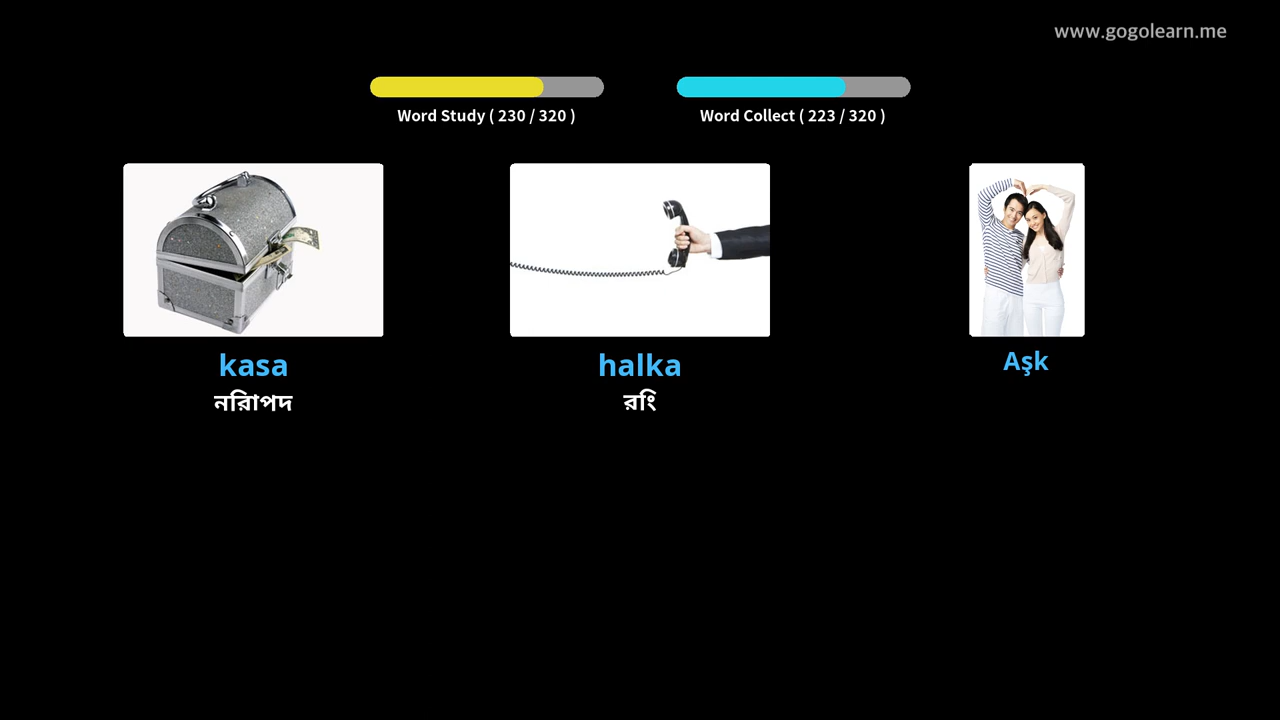 www.gogolearn.me
Word Study ( 230 / 320 )
Word Collect ( 223 / 320 )
kasa
নিরাপদ
halka
রিং
Aşk